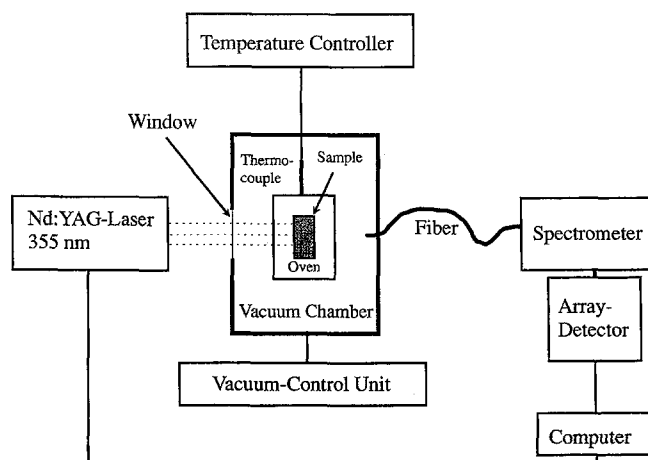 Temperature Controller
Window
Thermo-
couple
Sample
Nd:YAG-Laser
355 nm
Oven
Fiber
Spectrometer
Vacuum Chamber
Array-
Detector
Vacuum-Control Unit
Computer